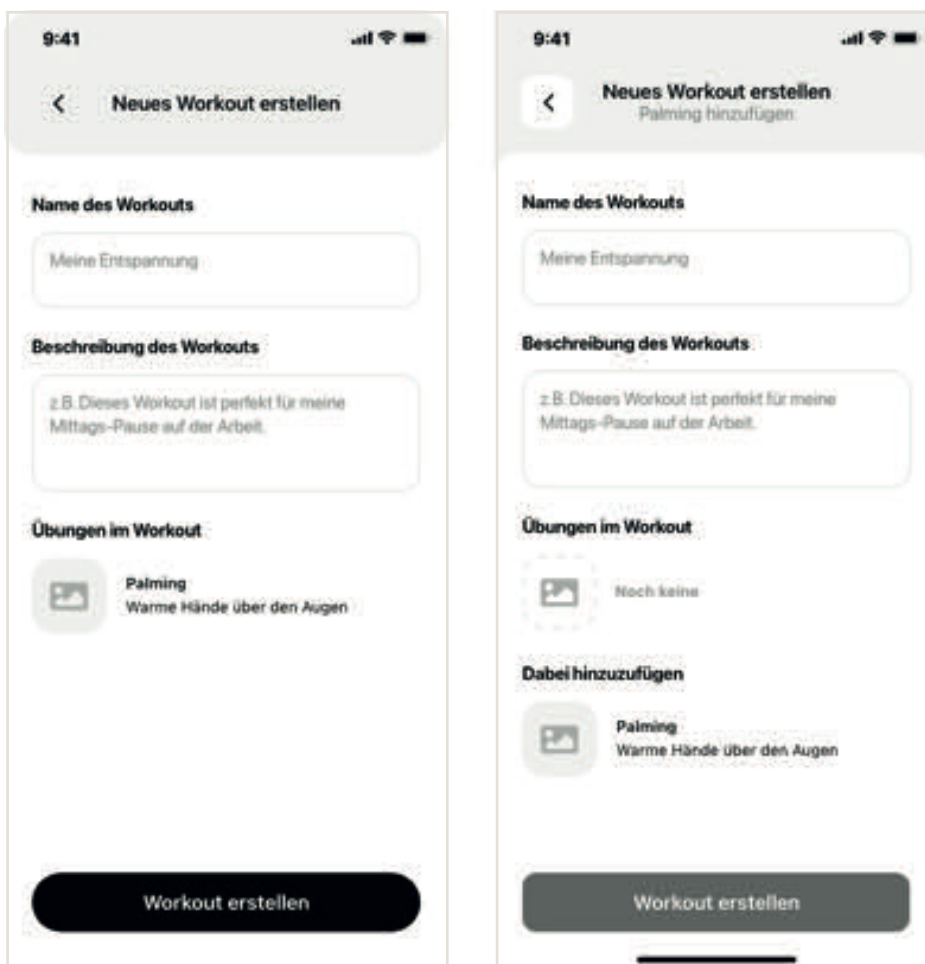 9:41
Neues Workout erstellen
Name des Workouts
Meine Entspannung
Beschreibung des Workouts
z.B. Dieses Workout ist perfekt für meine
Mittags-Pause auf der Arbeit.
Übungen im Workout
Palming
Warme Hände über den Augen
Workout erstellen
9:41
Neues Workout erstellen
Palming hinzufügen
Name des Workouts
Meine Entspannung
Beschreibung des Workouts
z.B. Dieses Workout ist perfekt für meine
Mittags-Pause auf der Arbeit.
Übungen im Workout
Noch keine
Dabei hinzuzufügen
Palming
Warme Hände über den Augen
Workout erstellen